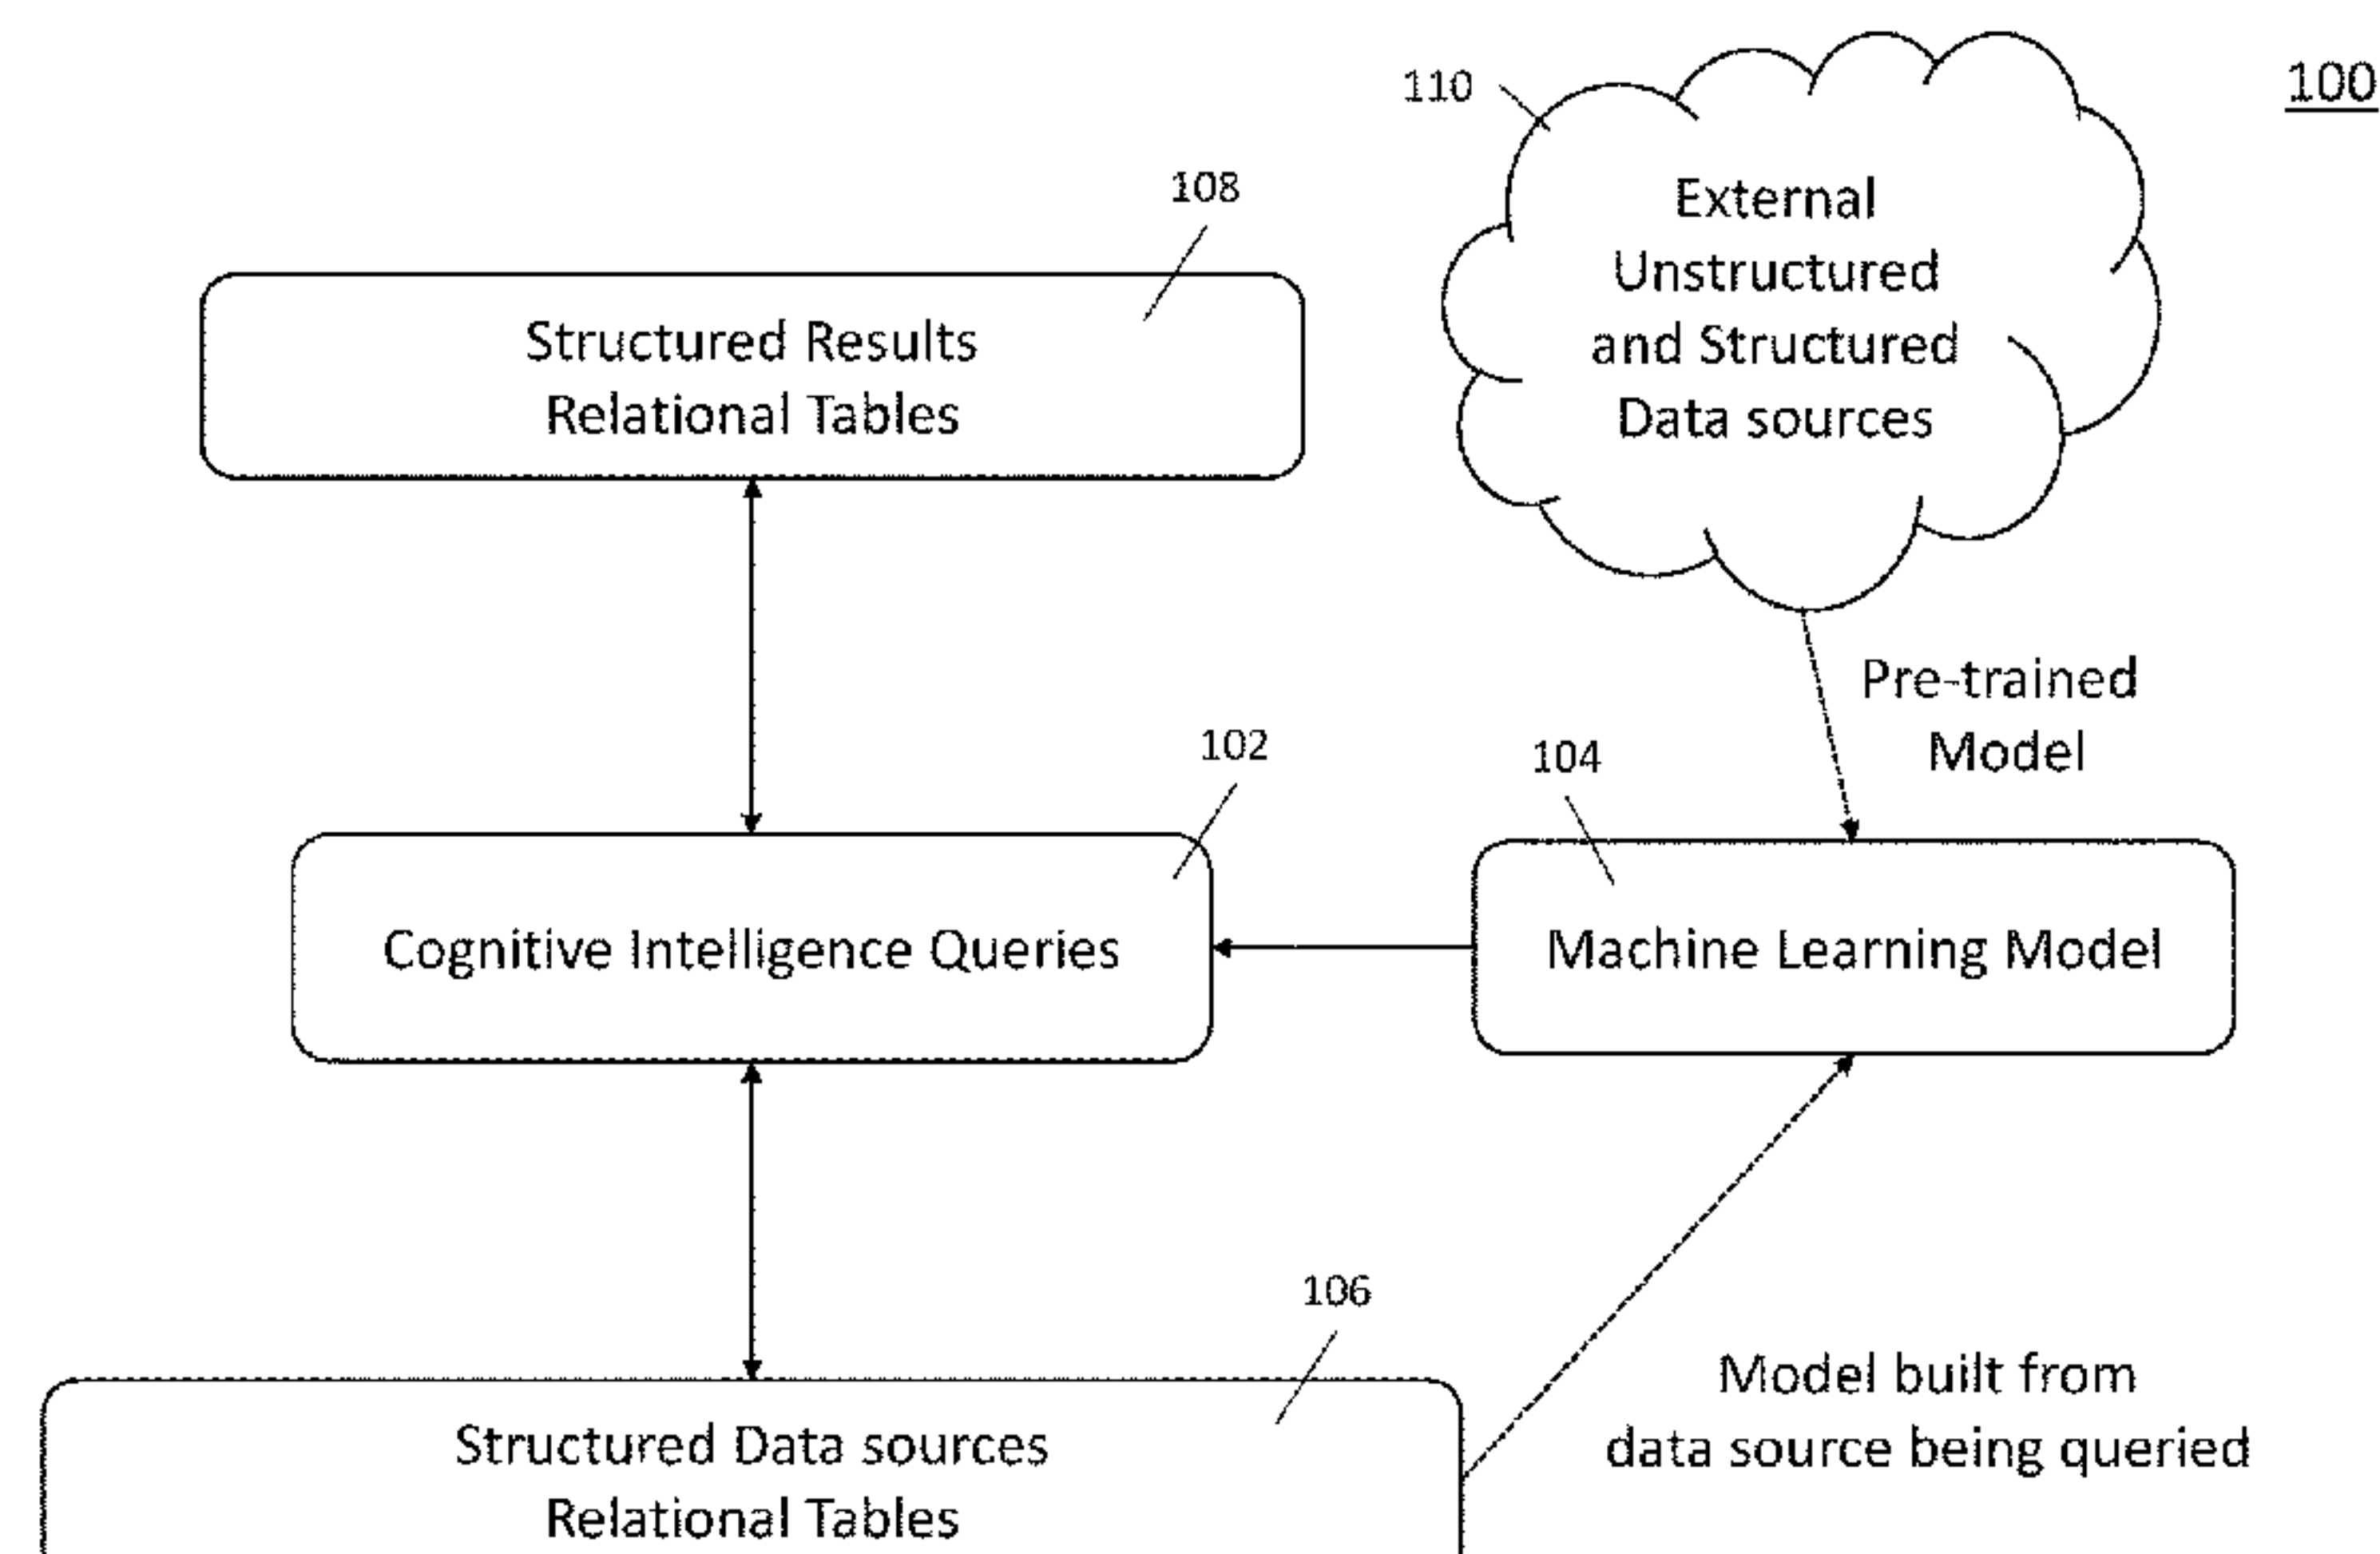 100
110
External
Unstructured
and Structured
Data sources
108
Structured Results
Relational Tables
Pre-trained
Model
102
104
Cognitive Intelligence Queries
Machine Learning Model
106
Structured Data sources
Relational Tables
Model built from
data source being queried